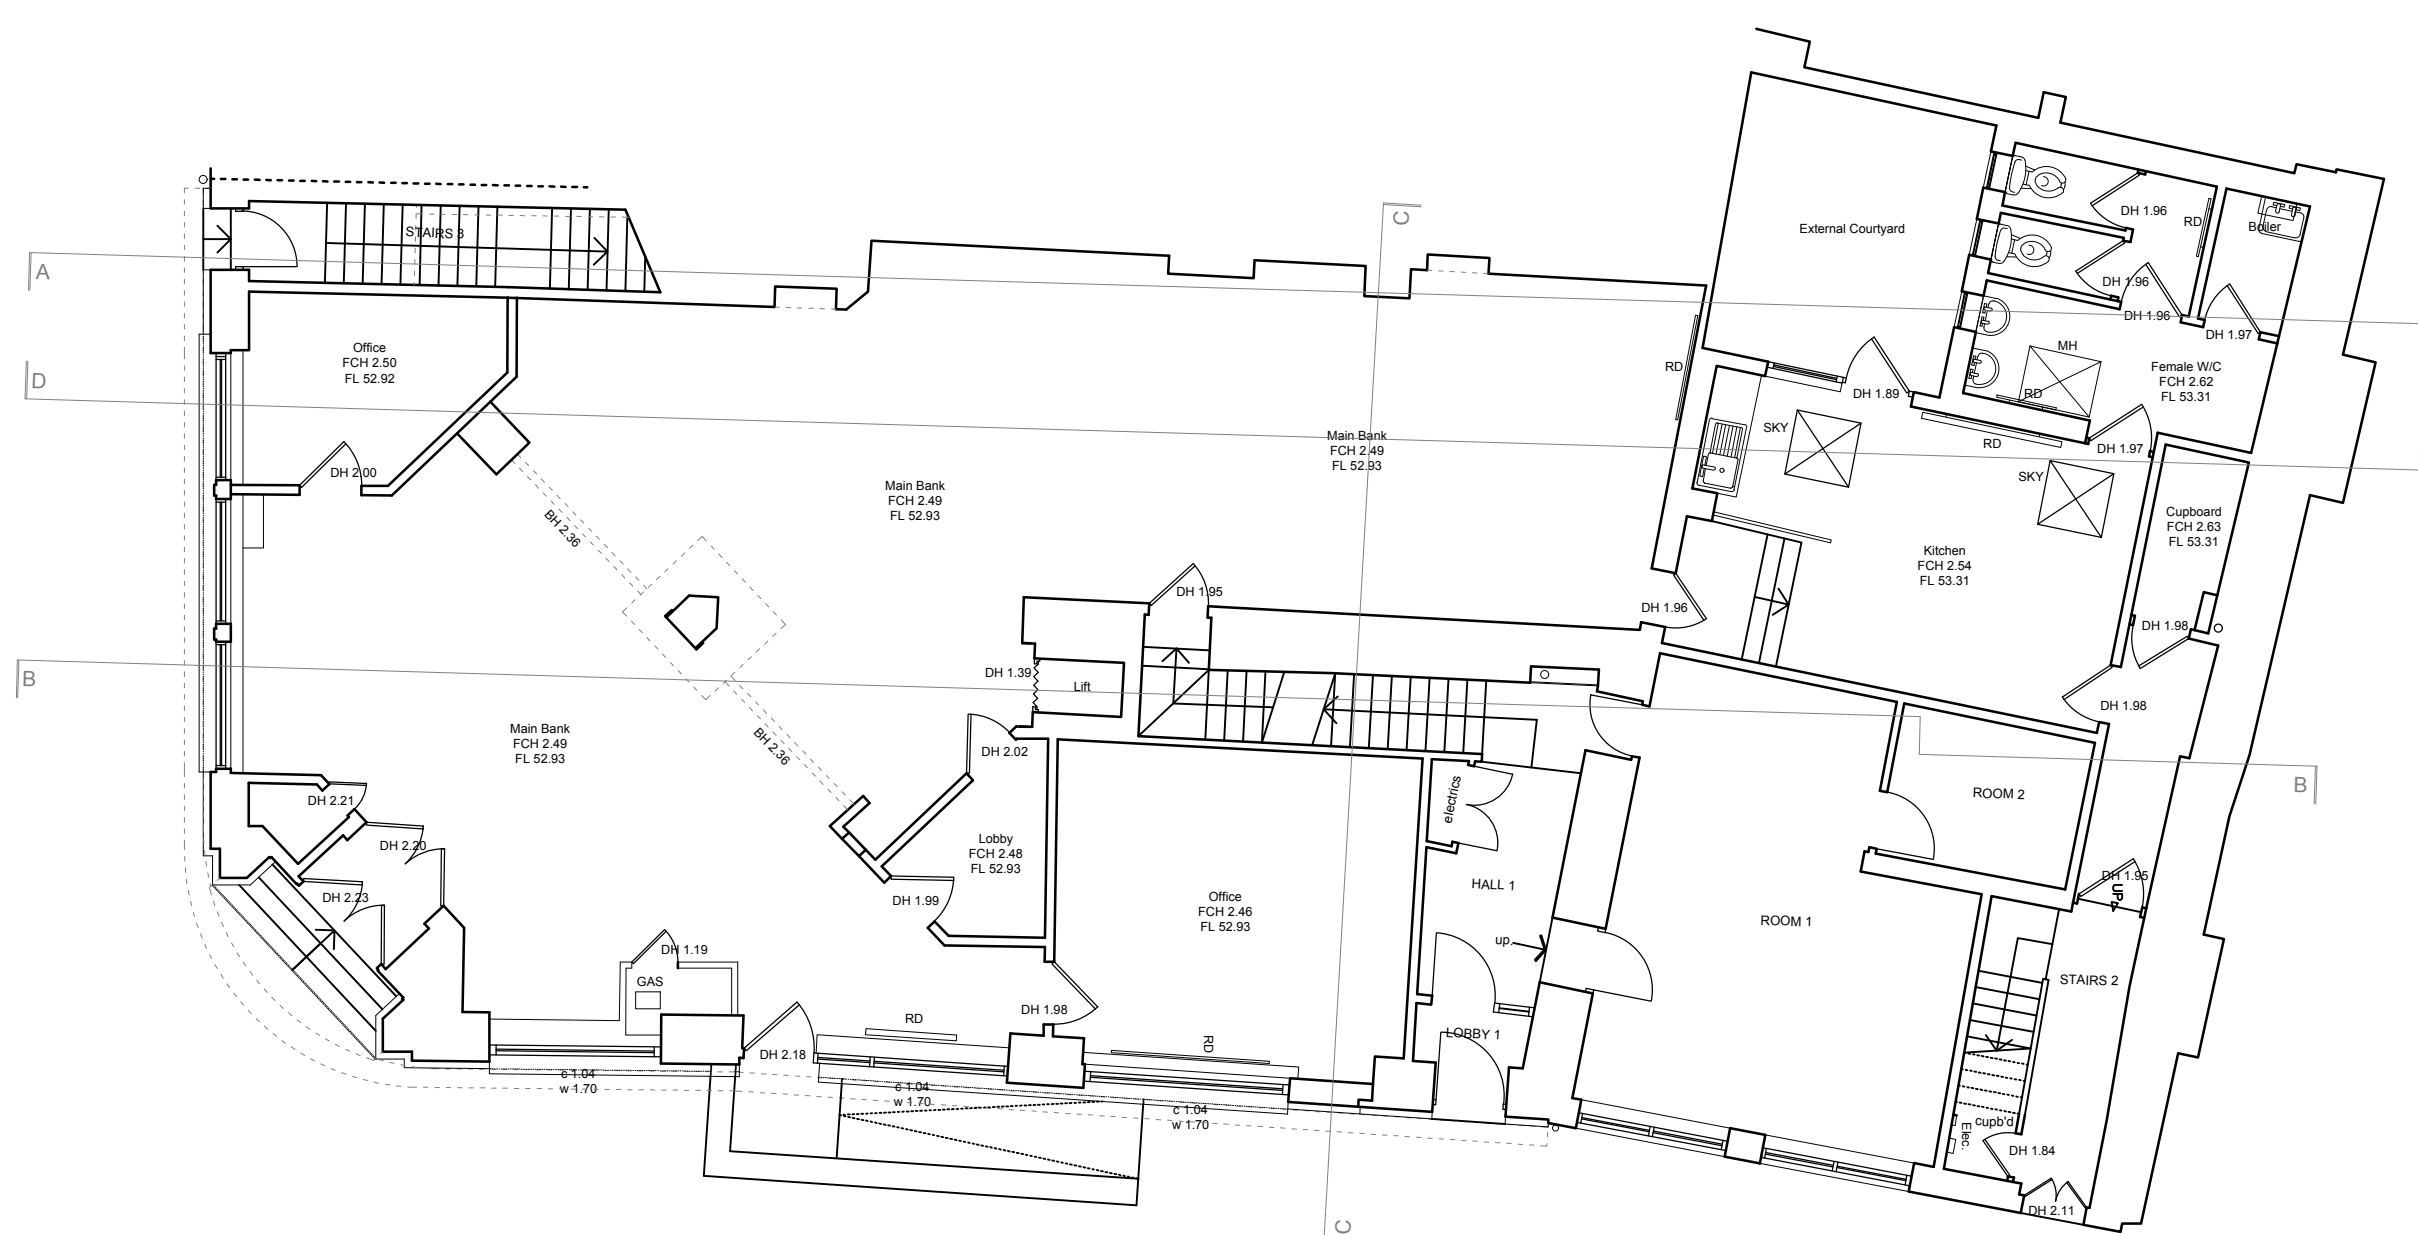 C
A
STAIRS 3
External Courtyard
DH 1.96
RD
Boiler
DH 1.96
DH 1.96
DH 1.97
Office
FCH 2.50
FL 52.92
D
RD
DH 1.89
MH
RD
Female W/C
FCH 2.62
FL 53.31
DH 2.00
Main Bank
FCH 2.49
FL 52.93
Main Bank
FCH 2.49
FL 52.93
SKY
RD
DH 1.97
SKY
BH 2.36
Cupboard
FCH 2.63
FL 53.31
Kitchen
FCH 2.54
FL 53.31
DH 1.95
DH 1.96
DH 1.98
B
DH 1.39
Lift
DH 1.98
Main Bank
FCH 2.49
FL 52.93
BH 2.36
DH 2.02
B
DH 2.21
electrics
ROOM 2
DH 2.20
Lobby
FCH 2.48
FL 52.93
DH 2.23
DH 1.99
Office
FCH 2.46
FL 52.93
HALL 1
ROOM 1
DH 1.95
UP
up.
DH 1.19
GAS
STAIRS 2
DH 1.98
RD
RD
LOBBY 1
DH 2.18
c 1.04
w 1.70
c 1.04
w 1.70
c 1.04
w 1.70
cupb'd
Elec.
DH 1.84
DH 2.11
C